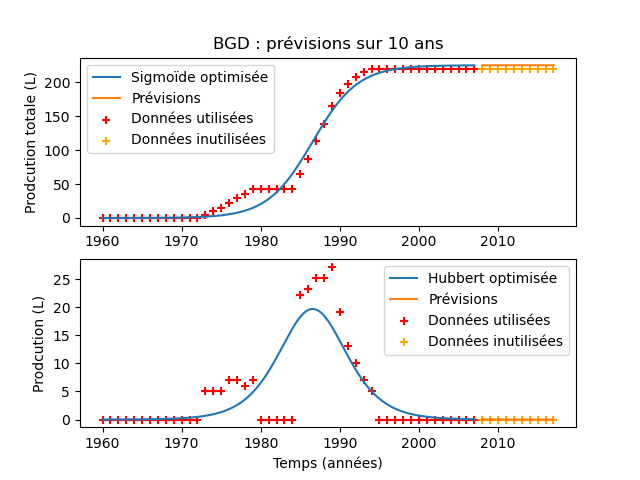 BGD : prévisions sur 10 ans
Prodcution totale (L)
200
150
100
50
0
Sigmoïde optimisée
Prévisions
Données utilisées
Données inutilisées
1960 1970 1980 1990 2000 2010
Prodcution (L)
25
20
15
10
5
0
Hubbert optimisée
Prévisions
Données utilisées
Données inutilisées
1960 1970 1980 1990 2000 2010
Temps (années)